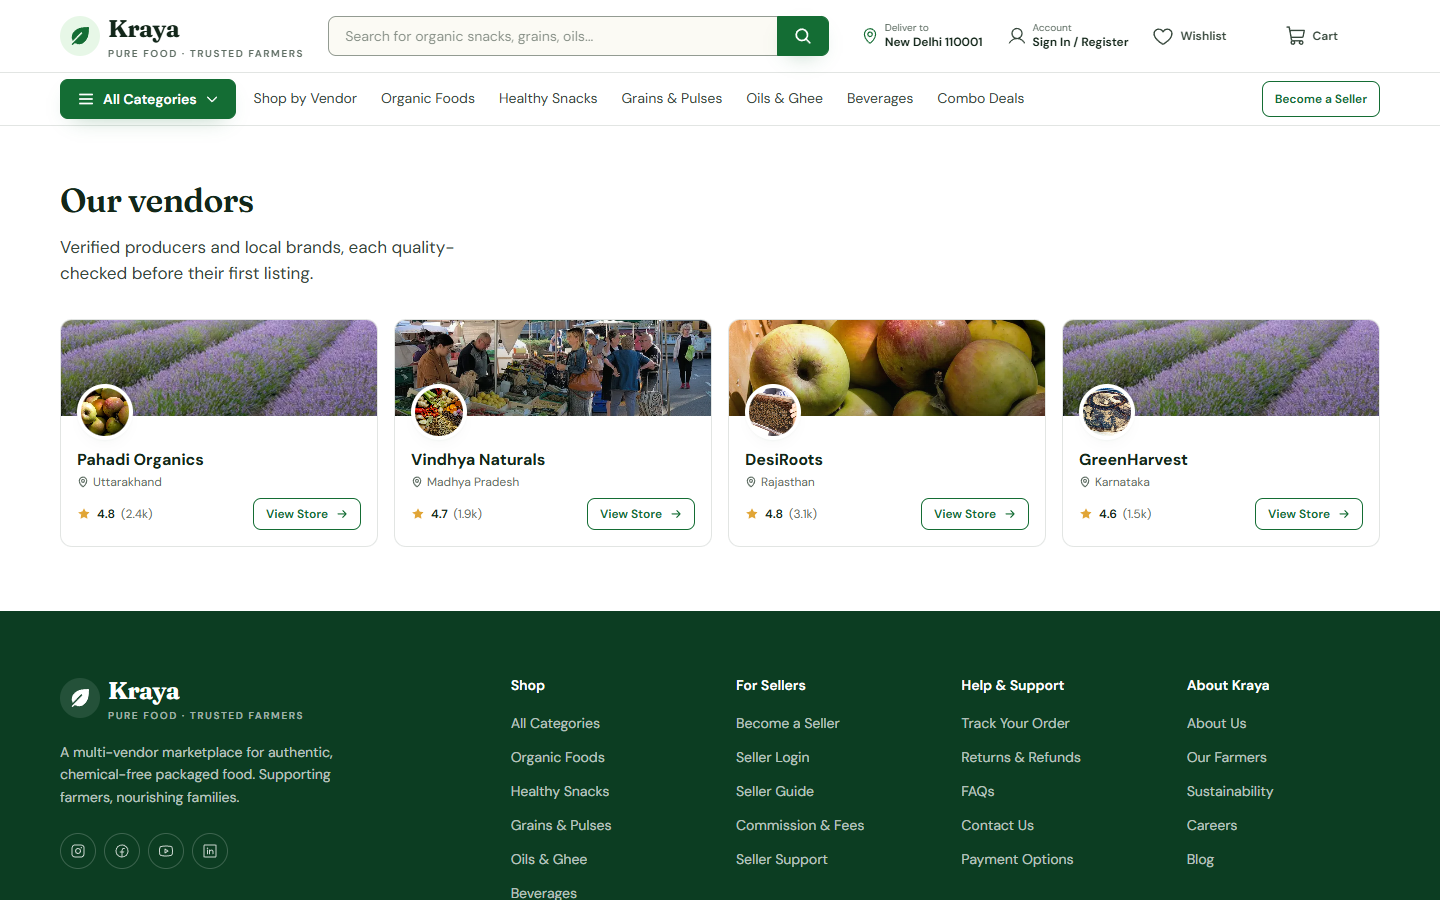 Kraya
PURE FOOD · TRUSTED FARMERS
Search for organic snacks, grains, oils...
Deliver to
New Delhi 110001
Account
Sign In / Register
Wishlist
Cart
All Categories
Shop by Vendor
Organic Foods
Healthy Snacks
Grains & Pulses
Oils & Ghee
Beverages
Combo Deals
Become a Seller
Our vendors
Verified producers and local brands, each quality-
checked before their first listing.
Pahadi Organics
Uttarakhand
4.8 (2.4k)
View Store
Vindhya Naturals
Madhya Pradesh
4.7 (1.9k)
View Store
DesiRoots
Rajasthan
4.8 (3.1k)
View Store
GreenHarvest
Karnataka
4.6 (1.5k)
View Store
Kraya
PURE FOOD · TRUSTED FARMERS
A multi-vendor marketplace for authentic,
chemical-free packaged food. Supporting
farmers, nourishing families.
Shop
All Categories
Organic Foods
Healthy Snacks
Grains & Pulses
Oils & Ghee
Beverages
For Sellers
Become a Seller
Seller Login
Seller Guide
Commission & Fees
Seller Support
Help & Support
Track Your Order
Returns & Refunds
FAQs
Contact Us
Payment Options
About Kraya
About Us
Our Farmers
Sustainability
Careers
Blog